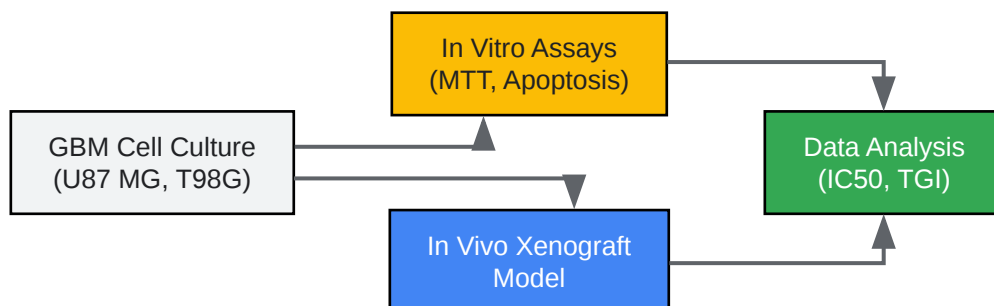 In Vitro Assays
(MTT, Apoptosis)
GBM Cell Culture
(U87 MG, T98G)
Data Analysis
(IC50, TGI)
In Vivo Xenograft
Model